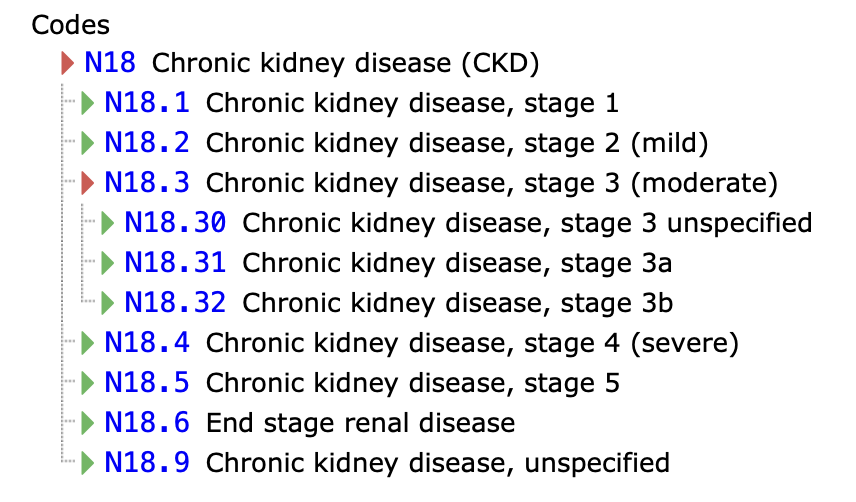 Codes
N18 Chronic kidney disease (CKD)
N18.1 Chronic kidney disease, stage 1
N18.2 Chronic kidney disease, stage 2 (mild)
N18.3 Chronic kidney disease, stage 3 (moderate)
N18.30 Chronic kidney disease, stage 3 unspecified
N18.31 Chronic kidney disease, stage 3a
N18.32 Chronic kidney disease, stage 3b
N18.4 Chronic kidney disease, stage 4 (severe)
N18.5 Chronic kidney disease, stage 5
N18.6 End stage renal disease
N18.9 Chronic kidney disease, unspecified